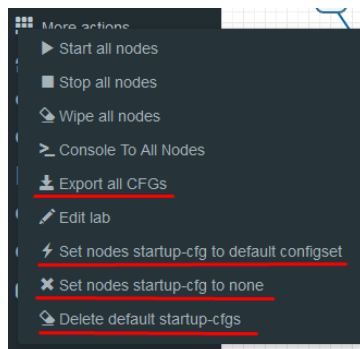 More actions
Start all nodes
Stop all nodes
Wipe all nodes
Console To All Nodes
Export all CFGs
Edit lab
Set nodes startup-cfg to default configset
Set nodes startup-cfg to none
Delete default startup-cfgs